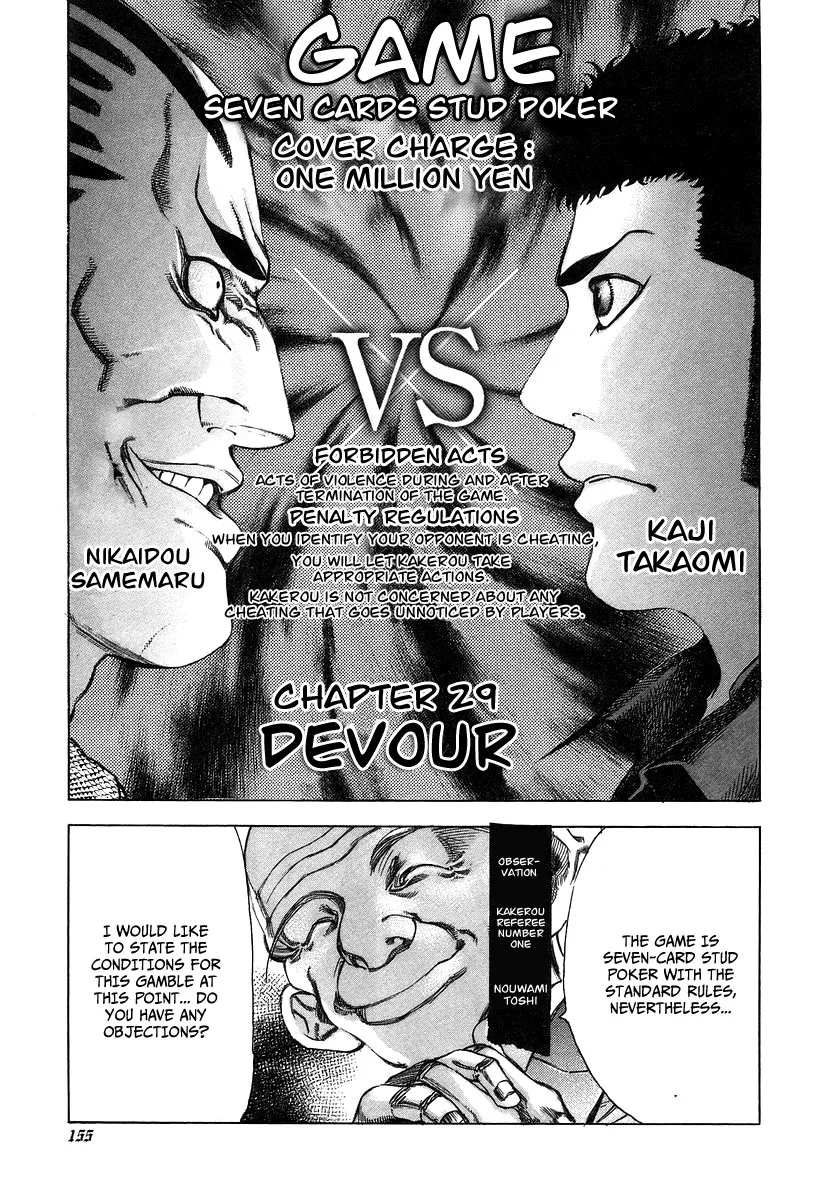 GAME
SEVEN CARDS STUD POKER
COVER CHARGE :
ONE MILLION YEN
VS
FORBIDDEN ACTS
ACTS OF VIOLENCE DURING AND AFTER
TERMINATION OF THE GAME.
PENALTY REGULATIONS
WHEN YOU IDENTIFY YOUR OPPONENT IS CHEATING,
YOU WILL LET KAKEROU TAKE
APPROPRIATE ACTIONS.
KAKEROU IS NOT CONCERNED ABOUT ANY
CHEATING THAT GOES UNNOTICED BY PLAYERS.
KAJI
TAKAOMI
NIKAIDOU
SAMEMARU
CHAPTER 29
DEVOUR
THE GAME IS
SEVEN-CARD STUD
POKER WITH THE
STANDARD RULES,
NEVERTHELESS...
OBSER-
VATION
KAKEROU
REFEREE
NUMBER
ONE
NOUWAMI
TOSHI
I WOULD LIKE
TO STATE THE
CONDITIONS FOR
THIS GAMBLE AT
THIS POINT... DO
YOU HAVE ANY
OBJECTIONS?
155